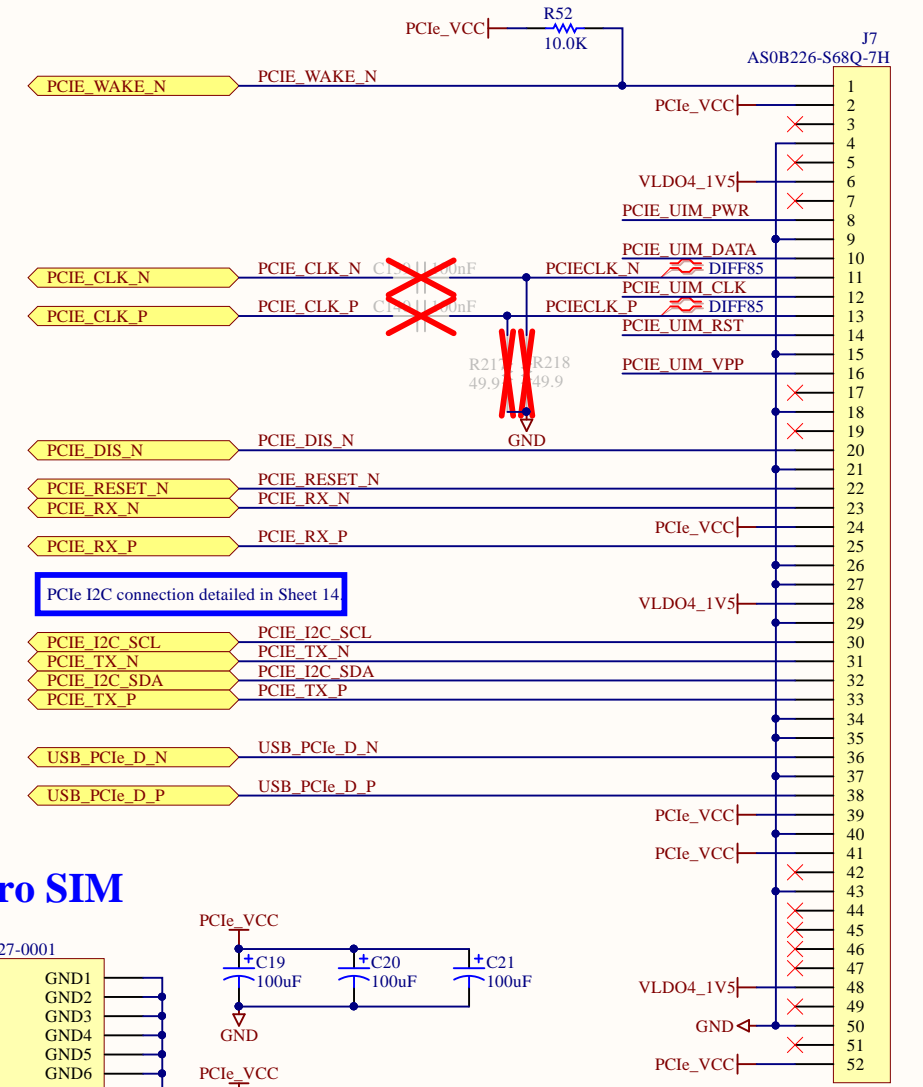 R52
PCIe_VCC
10.0K
J7
AS0B226-S68Q-7H
PCIE_WAKE_N PCIE_WAKE_N 1
PCIe_VCC 2
3
4
5
VLDO4_1V5 6
7
PCIE_UIM_PWR 8
9
PCIE_UIM_DATA 10
PCIE_CLK_N PCIE_CLK_N PCIECLK_N DIFF85 11
PCIE_UIM_CLK 12
PCIE_CLK_P PCIE_CLK_P PCIECLK_P DIFF85 13
PCIE_UIM_RST 14
15
PCIE_UIM_VPP 16
R218
49.9 49.9
17
18
GND
19
PCIE_DIS_N PCIE_DIS_N 20
21
PCIE_RESET_N PCIE_RESET_N 22
PCIE_RX_N PCIE_RX_N 23
PCIe_VCC 24
PCIE_RX_P PCIE_RX_P 25
26
27
PCIe I2C connection detailed in Sheet 14.
VLDO4_1V5 28
29
PCIE_I2C_SCL PCIE_I2C_SCL 30
PCIE_TX_N PCIE_TX_N 31
PCIE_I2C_SDA PCIE_I2C_SDA 32
PCIE_TX_P PCIE_TX_P 33
34
35
USB_PCIe_D_N USB_PCIe_D_N 36
37
USB_PCIe_D_P USB_PCIe_D_P 38
PCIe_VCC 39
40
PCIe_VCC 41
42
43
44
45
46
47
VLDO4_1V5 48
49
GND 50
51
PCIe_VCC 52
ro SIM
27-0001
GND1
GND2
GND3
GND4
GND5
GND6
PCIe_VCC
+ C19 + C20 + C21
100uF 100uF 100uF
GND
PCIe_VCC